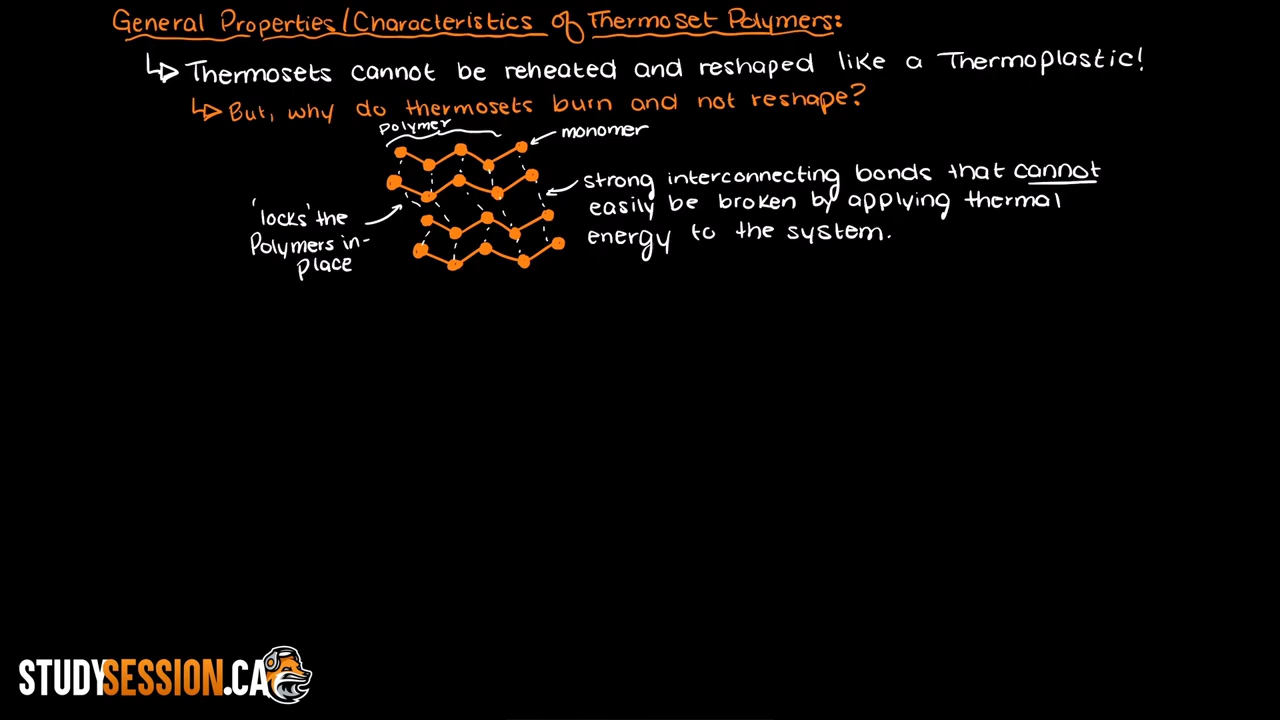 General Properties/Characteristics of Thermoset Polymers:
Thermosets cannot be reheated and reshaped like a Thermoplastic!
But, why do thermosets burn and not reshape?
Polymer
monomer
strong interconnecting bonds that cannot
easily be broken by applying thermal
energy to the system.
'locks' the
Polymers in-
place
STUDYSESSION.CA